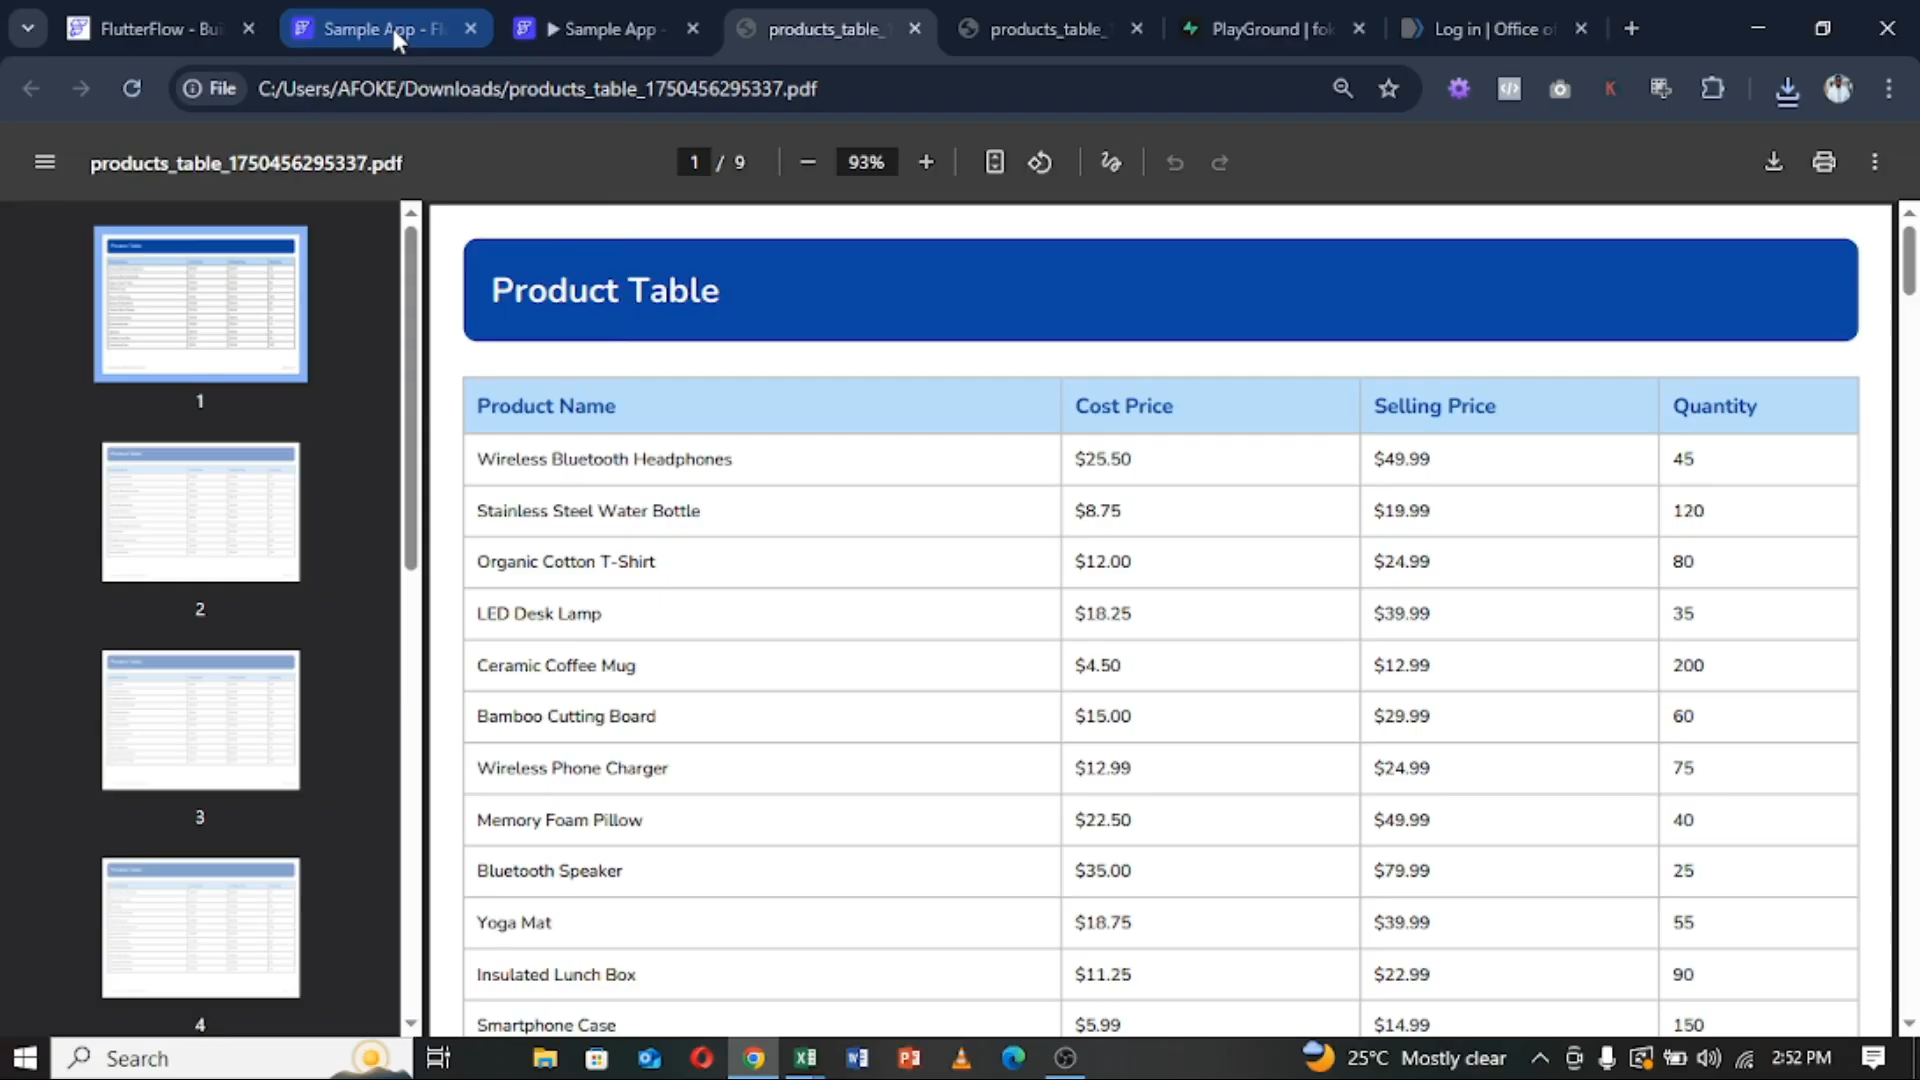 FlutterFlow - Bui
Sample App - Fl
Sample App -
products_table_
products_table_
PlayGround | fok
Log in | Office of
File
C:/Users/AFOKE/Downloads/products_table_1750456295337.pdf
K
products_table_1750456295337.pdf
1 / 9
93%
Product Table
Product Name Cost Price Selling Price Quantity
Wireless Bluetooth Headphones $25.50 $49.99 45
Stainless Steel Water Bottle $8.75 $19.99 120
Organic Cotton T-Shirt $12.00 $24.99 80
LED Desk Lamp $18.25 $39.99 35
Ceramic Coffee Mug $4.50 $12.99 200
Bamboo Cutting Board $15.00 $29.99 60
Wireless Phone Charger $12.99 $24.99 75
Memory Foam Pillow $22.50 $49.99 40
Bluetooth Speaker $35.00 $79.99 25
Yoga Mat $18.75 $39.99 55
Insulated Lunch Box $11.25 $22.99 90
Smartphone Case $5.99 $14.99 150
1
2
3
4
Search
25°C Mostly clear
2:52 PM